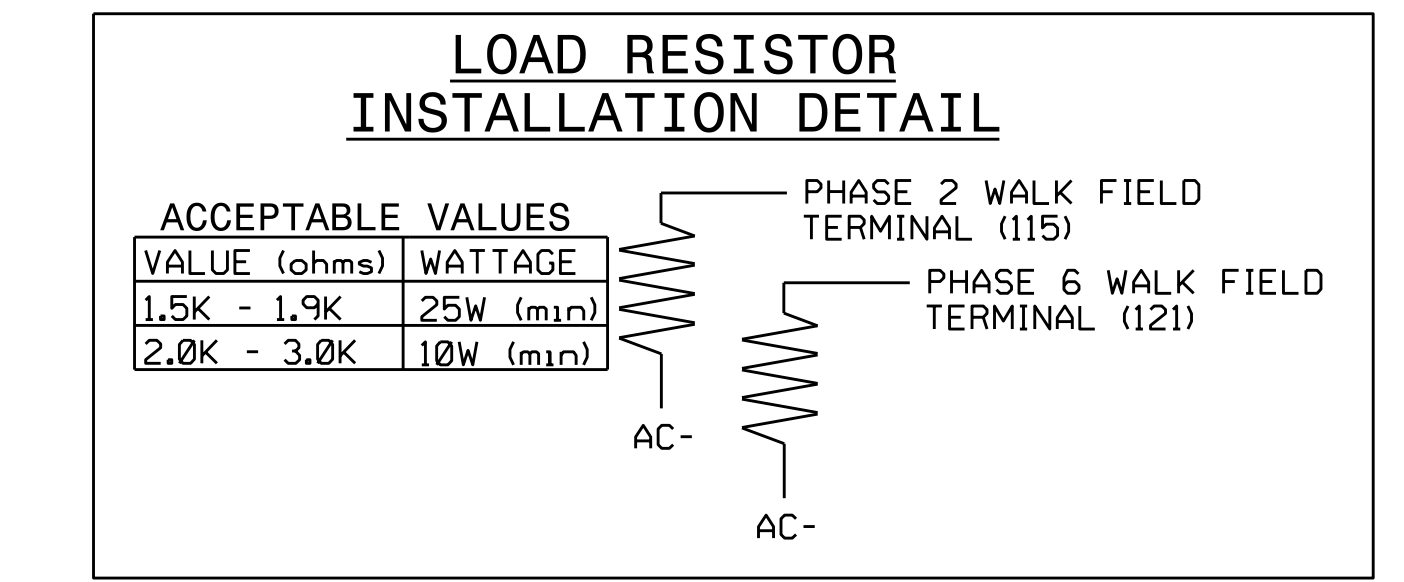 LOAD RESISTOR
INSTALLATION DETAIL
ACCEPTABLE VALUES
VALUE (ohms) WATTAGE
1.5K - 1.9K 25W (min)
2.0K - 3.0K 10W (min)
PHASE 2 WALK FIELD
TERMINAL (115)
AC-
PHASE 6 WALK FIELD
TERMINAL (121)
AC-